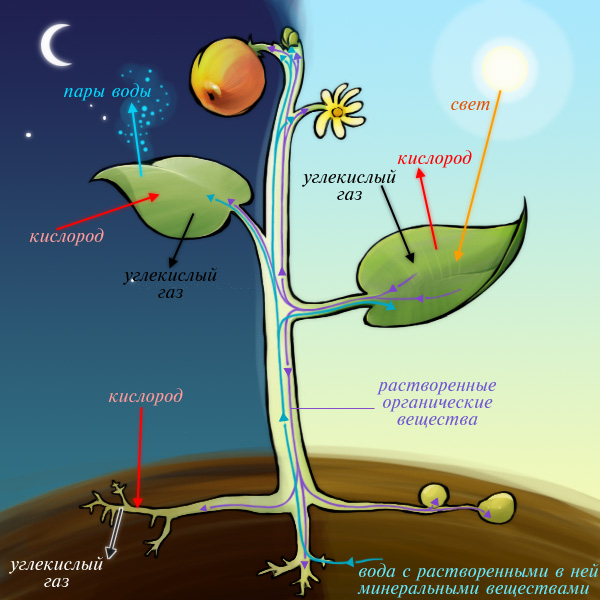 пары воды
свет
кислород
углекислый
газ
кислород
углекислый
газ
растворенные
органические
вещества
кислород
углекислый
газ
вода с растворенными в ней
минеральными веществами